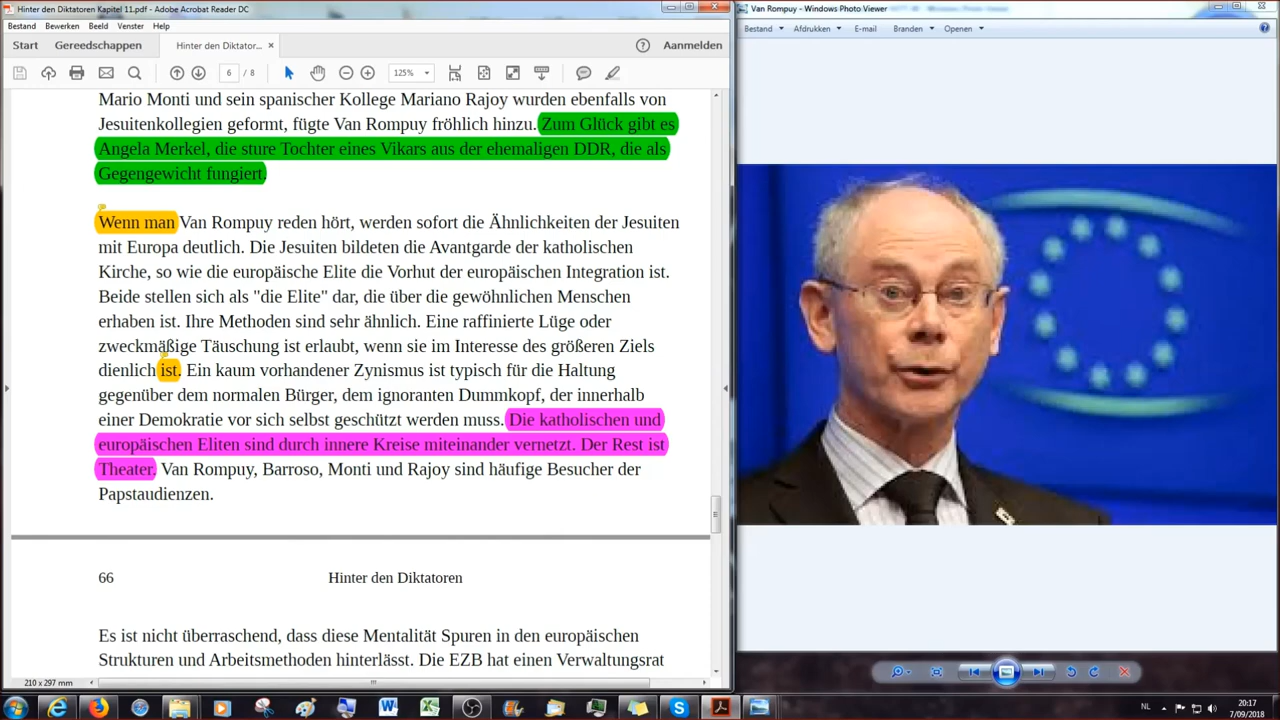 Hinter den Diktatoren Kapitel 11.pdf - Adobe Acrobat Reader DC
Bestand Bewerken Beeld Venster Help
Start Gereedschappen Hinter den Diktator... × Aanmelden
6 / 8 125%
Mario Monti und sein spanischer Kollege Mariano Rajoy wurden ebenfalls von
Jesuitenkollegien geformt, fügte Van Rompuy fröhlich hinzu. Zum Glück gibt es
Angela Merkel, die sture Tochter eines Vikars aus der ehemaligen DDR, die als
Gegengewicht fungiert.
Wenn man Van Rompuy reden hört, werden sofort die Ähnlichkeiten der Jesuiten
mit Europa deutlich. Die Jesuiten bildeten die Avantgarde der katholischen
Kirche, so wie die europäische Elite die Vorhut der europäischen Integration ist.
Beide stellen sich als "die Elite" dar, die über die gewöhnlichen Menschen
erhaben ist. Ihre Methoden sind sehr ähnlich. Eine raffinierte Lüge oder
zweckmäßige Täuschung ist erlaubt, wenn sie im Interesse des größeren Ziels
dienlich ist. Ein kaum vorhandener Zynismus ist typisch für die Haltung
gegenüber dem normalen Bürger, dem ignoranten Dummkopf, der innerhalb
einer Demokratie vor sich selbst geschützt werden muss. Die katholischen und
europäischen Eliten sind durch innere Kreise miteinander vernetzt. Der Rest ist
Theater. Van Rompuy, Barroso, Monti und Rajoy sind häufige Besucher der
Papstaudienzen.
66 Hinter den Diktatoren
Es ist nicht überraschend, dass diese Mentalität Spuren in den europäischen
Strukturen und Arbeitsmethoden hinterlässt. Die EZB hat einen Verwaltungsrat
210 x 297 mm
Van Rompuy - Windows Photo Viewer
Bestand Afdrukken E-mail Branden Openen
NL 20:17
7/09/2018